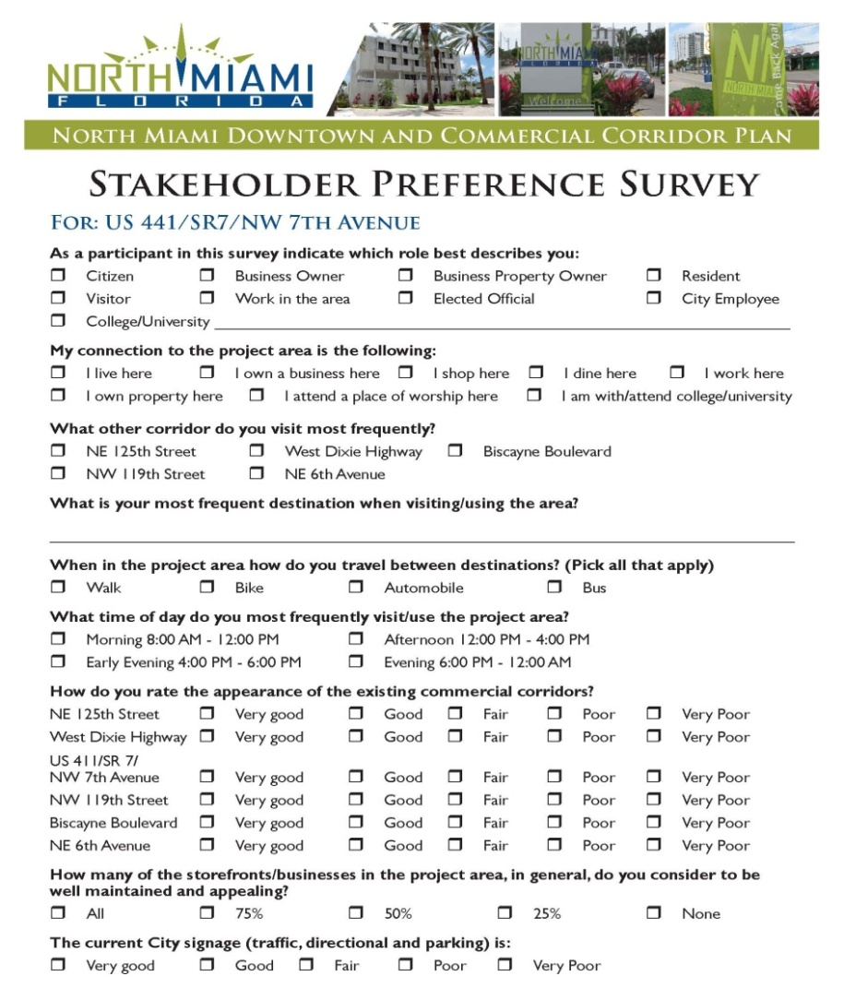 NORTH MIAMI
FLORIDA
NORTH MIAMI
FLORIDA
Welcome
NORTH MIAMI
Come Back Again
NORTH MIAMI DOWNTOWN AND COMMERCIAL CORRIDOR PLAN
STAKEHOLDER PREFERENCE SURVEY
FOR: US 441/SR7/NW 7TH AVENUE
As a participant in this survey indicate which role best describes you:
❒ Citizen ❒ Business Owner ❒ Business Property Owner ❒ Resident
❒ Visitor ❒ Work in the area ❒ Elected Official ❒ City Employee
❒ College/University
My connection to the project area is the following:
❒ I live here ❒ I own a business here ❒ I shop here ❒ I dine here ❒ I work here
❒ I own property here ❒ I attend a place of worship here ❒ I am with/attend college/university
What other corridor do you visit most frequently?
❒ NE 125th Street ❒ West Dixie Highway ❒ Biscayne Boulevard
❒ NW 119th Street ❒ NE 6th Avenue
What is your most frequent destination when visiting/using the area?
When in the project area how do you travel between destinations? (Pick all that apply)
❒ Walk ❒ Bike ❒ Automobile ❒ Bus
What time of day do you most frequently visit/use the project area?
❒ Morning 8:00 AM - 12:00 PM ❒ Afternoon 12:00 PM - 4:00 PM
❒ Early Evening 4:00 PM - 6:00 PM ❒ Evening 6:00 PM - 12:00 AM
How do you rate the appearance of the existing commercial corridors?
NE 125th Street ❒ Very good ❒ Good ❒ Fair ❒ Poor ❒ Very Poor
West Dixie Highway ❒ Very good ❒ Good ❒ Fair ❒ Poor ❒ Very Poor
US 411/SR 7/
NW 7th Avenue ❒ Very good ❒ Good ❒ Fair ❒ Poor ❒ Very Poor
NW 119th Street ❒ Very good ❒ Good ❒ Fair ❒ Poor ❒ Very Poor
Biscayne Boulevard ❒ Very good ❒ Good ❒ Fair ❒ Poor ❒ Very Poor
NE 6th Avenue ❒ Very good ❒ Good ❒ Fair ❒ Poor ❒ Very Poor
How many of the storefronts/businesses in the project area, in general, do you consider to be
well maintained and appealing?
❒ All ❒ 75% ❒ 50% ❒ 25% ❒ None
The current City signage (traffic, directional and parking) is:
❒ Very good ❒ Good ❒ Fair ❒ Poor ❒ Very Poor